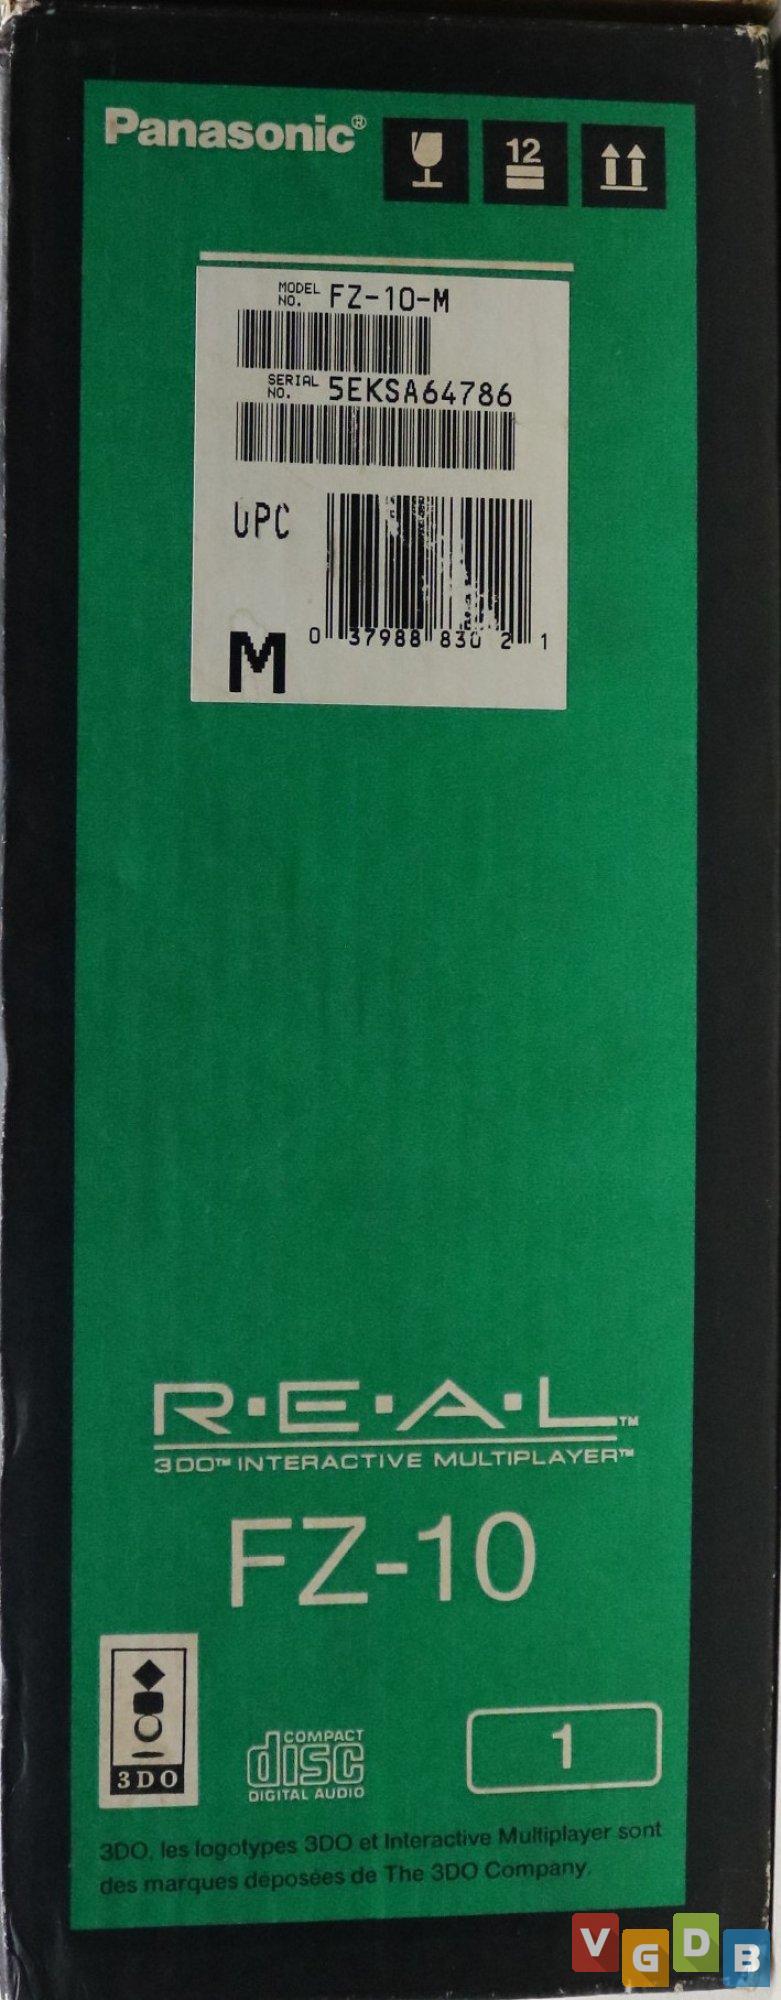 Panasonic®
12
MODEL NO. FZ-10-M
SERIAL NO. 5EKSA64786
UPC
0 37988 830 2 1
M
R·E·A·L™
3DO™ INTERACTIVE MULTIPLAYER™
FZ-10
3DO
COMPACT
disc
DIGITAL AUDIO
1
3DO, les logotypes 3DO et Interactive Multiplayer sont
des marques déposées de The 3DO Company.
VGDB